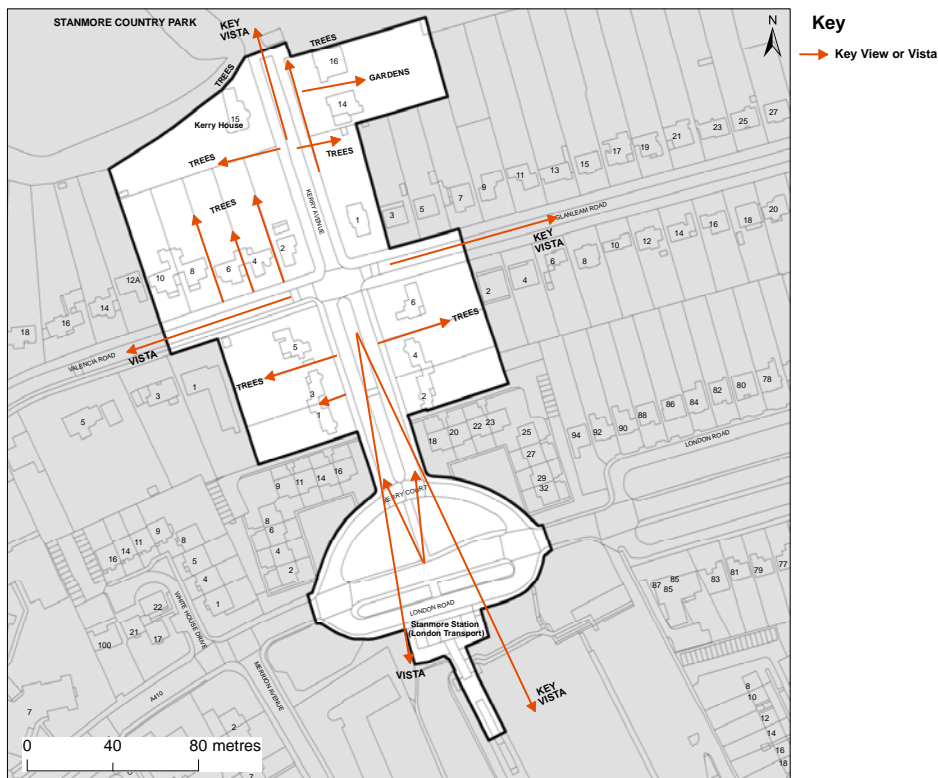 STANMORE COUNTRY PARK
KEY
VISTA
TREES
N
Key
Key View or Vista
TREES
16
GARDENS
14
15
Kerry House
TREES
TREES
TREES
KERRY AVENUE
1
3
5
7
9
11
13
15
17
19
21
23
25
27
GLANLEAM ROAD
KEY
VISTA
2
4
6
8
10
12
14
16
18
20
2
4
6
8
10
12A
14
16
18
VALENCIA ROAD
VISTA
6
TREES
4
2
5
TREES
3
1
1
3
5
18
20
22
23
25
27
29
32
94
92
90
88
86
84
82
80
78
LONDON ROAD
KERRY COURT
9
11
14
16
8
6
4
2
16
14
11
9
8
5
4
1
WHITE HOUSE DRIVE
22
21
17
100
MERRION AVENUE
A410
7
2
7
LONDON ROAD
Stanmore Station
(London Transport)
VISTA
KEY
VISTA
87
85
85
83
81
79
77
8
10
12
14
16
18
0 40 80 metres